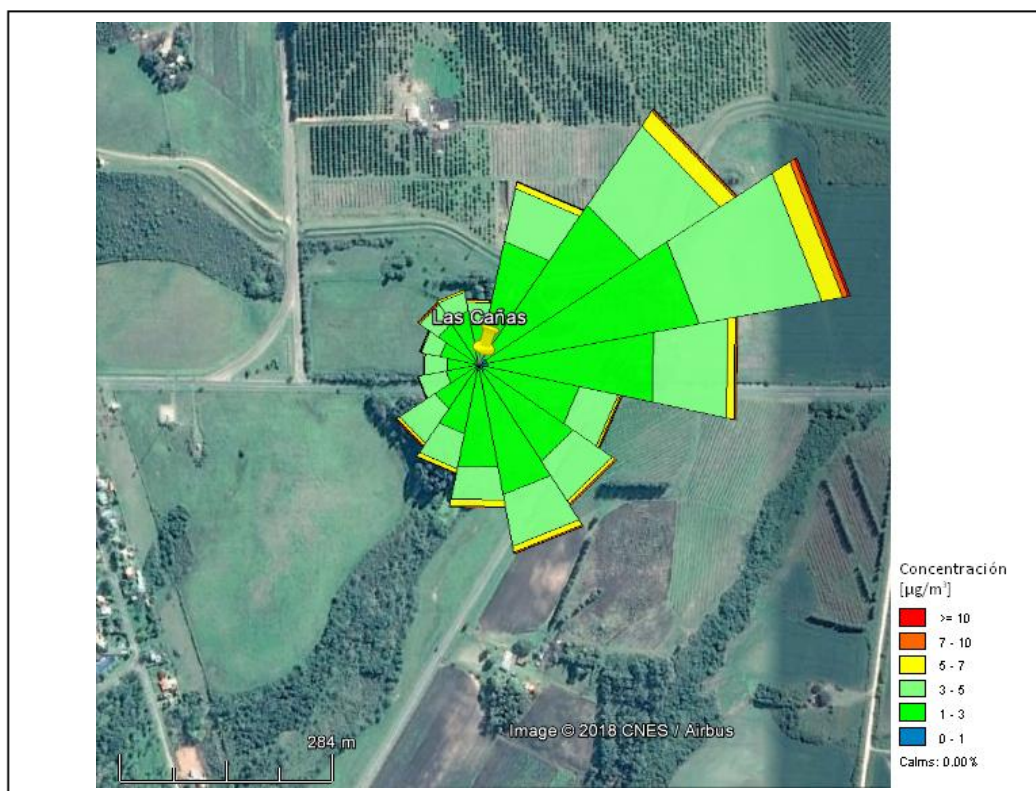 Las Cañas
284 m
Image © 2018 CNES / Airbus
Concentración
[µg/m³]
>= 10
7 - 10
5 - 7
3 - 5
1 - 3
0 - 1
Calms: 0.00%